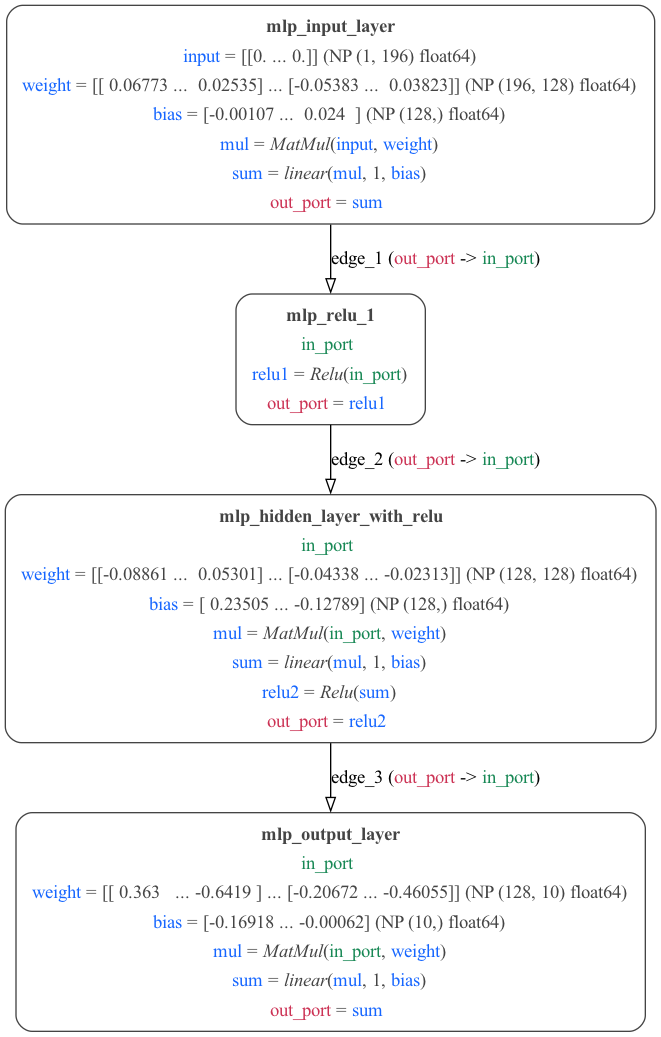 mlp_input_layer
input = [[0. ... 0.]] (NP (1, 196) float64)
weight = [[ 0.06773 ...  0.02535] ... [-0.05383 ...  0.03823]] (NP (196, 128) float64)
bias = [-0.00107 ...  0.024  ] (NP (128,) float64)
mul = MatMul(input, weight)
sum = linear(mul, 1, bias)
out_port = sum
edge_1 (out_port -> in_port)
mlp_relu_1
in_port
relu1 = Relu(in_port)
out_port = relu1
edge_2 (out_port -> in_port)
mlp_hidden_layer_with_relu
in_port
weight = [[-0.08861 ...  0.05301] ... [-0.04338 ... -0.02313]] (NP (128, 128) float64)
bias = [ 0.23505 ... -0.12789] (NP (128,) float64)
mul = MatMul(in_port, weight)
sum = linear(mul, 1, bias)
relu2 = Relu(sum)
out_port = relu2
edge_3 (out_port -> in_port)
mlp_output_layer
in_port
weight = [[ 0.363   ... -0.6419 ] ... [-0.20672 ... -0.46055]] (NP (128, 10) float64)
bias = [-0.16918 ... -0.00062] (NP (10,) float64)
mul = MatMul(in_port, weight)
sum = linear(mul, 1, bias)
out_port = sum